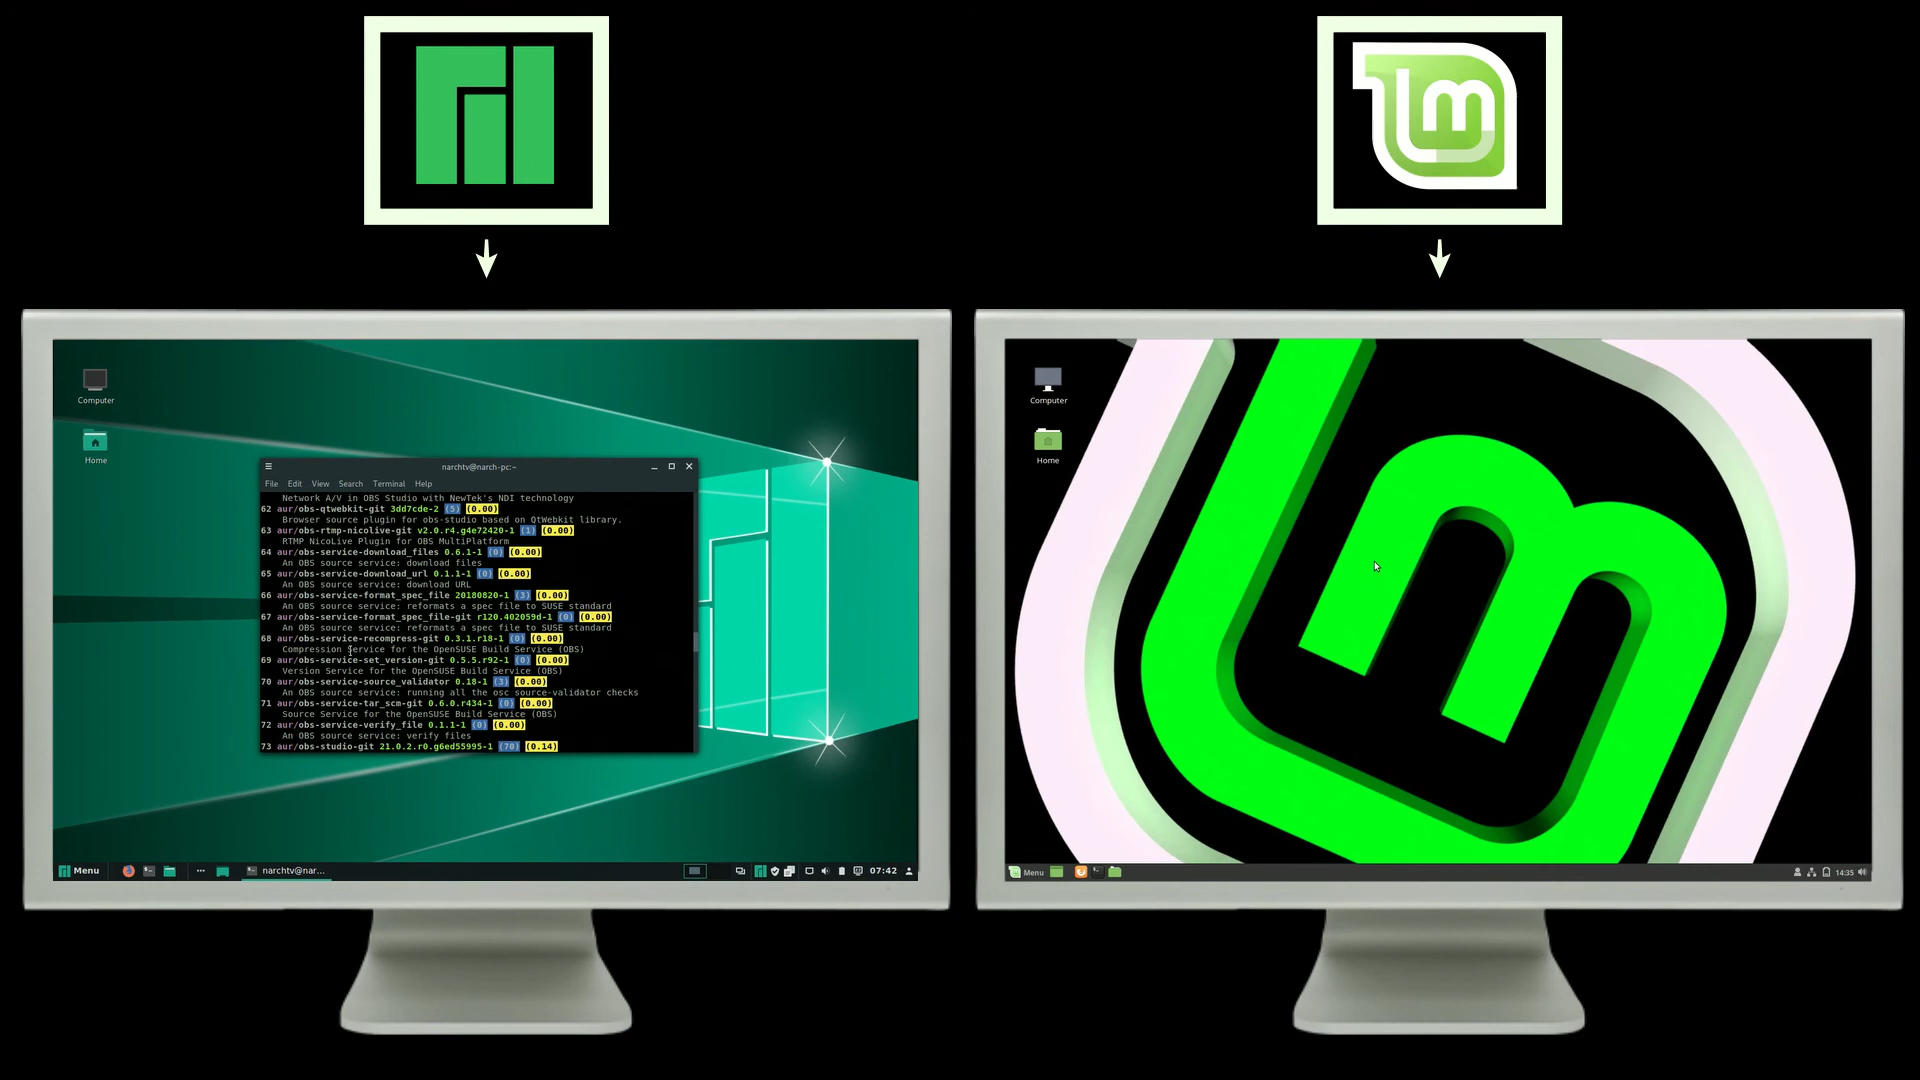 lm
Computer
Home
narchtv@narch-pc:~
File Edit View Search Terminal Help
Network A/V in OBS Studio with NewTek's NDI technology
62 aur/obs-qtwebkit-git 3dd7cde-2 (5) (0.00)
Browser source plugin for obs-studio based on QtWebkit library.
63 aur/obs-rtmp-nicolive-git v2.0.r4.g4e72420-1 (1) (0.00)
RTMP NicoLive Plugin for OBS MultiPlatform
64 aur/obs-service-download_files 0.6.1-1 (0) (0.00)
An OBS source service: download files
65 aur/obs-service-download_url 0.1.1-1 (0) (0.00)
An OBS source service: download URL
66 aur/obs-service-format_spec_file 20180820-1 (3) (0.00)
An OBS source service: reformats a spec file to SUSE standard
67 aur/obs-service-format_spec_file-git r120.402059d-1 (0) (0.00)
An OBS source service: reformats a spec file to SUSE standard
68 aur/obs-service-recompress-git 0.3.1.r18-1 (0) (0.00)
Compression Service for the OpenSUSE Build Service (OBS)
69 aur/obs-service-set_version-git 0.5.5.r92-1 (0) (0.00)
Version Service for the OpenSUSE Build Service (OBS)
70 aur/obs-service-source_validator 0.18-1 (3) (0.00)
An OBS source service: running all the osc source-validator checks
71 aur/obs-service-tar_scm-git 0.6.0.r434-1 (0) (0.00)
Source Service for the OpenSUSE Build Service (OBS)
72 aur/obs-service-verify_file 0.1.1-1 (0) (0.00)
An OBS source service: verify files
73 aur/obs-studio-git 21.0.2.r0.g6ed55995-1 (70) (0.14)
Menu narchtv@nar... 07:42
Computer
Home
Menu 14:35